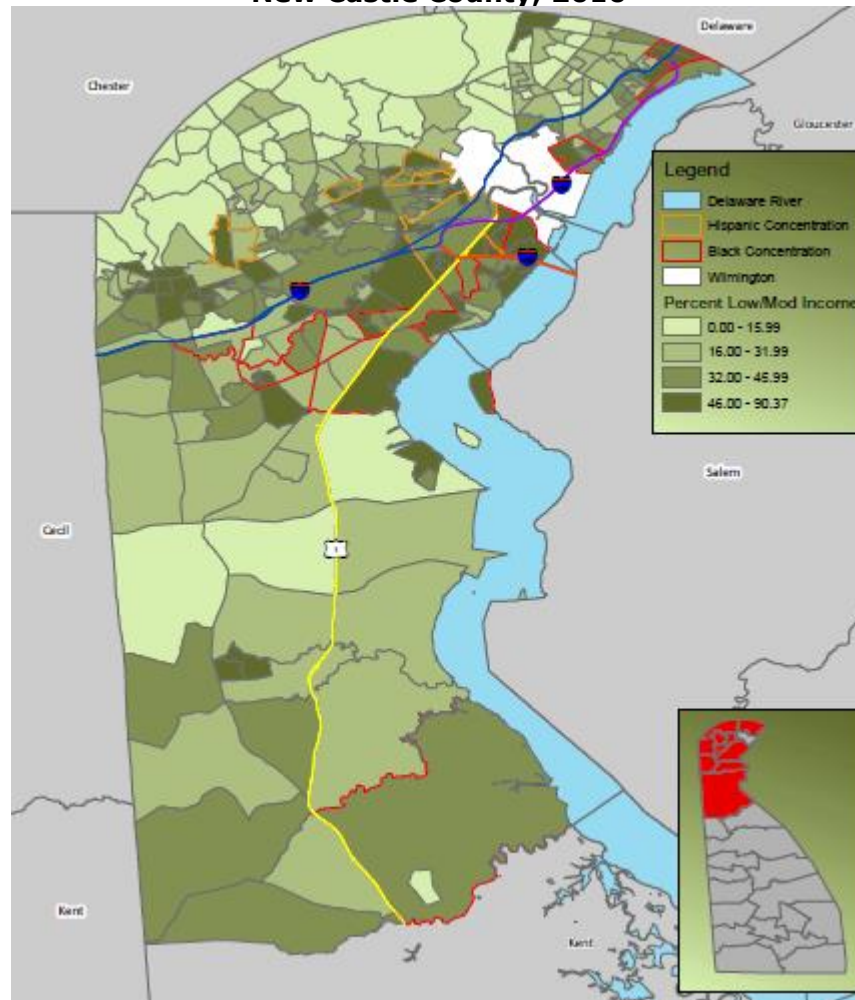 New Castle County, 2010
Delaware
Chester
Gloucester
Legend
Delaware River
Hispanic Concentration
Black Concentration
Wilmington
Percent Low/Mod Income
0.00 - 15.99
16.00 - 31.99
32.00 - 45.99
46.00 - 90.37
Salem
Cecil
1
Kent
Kent